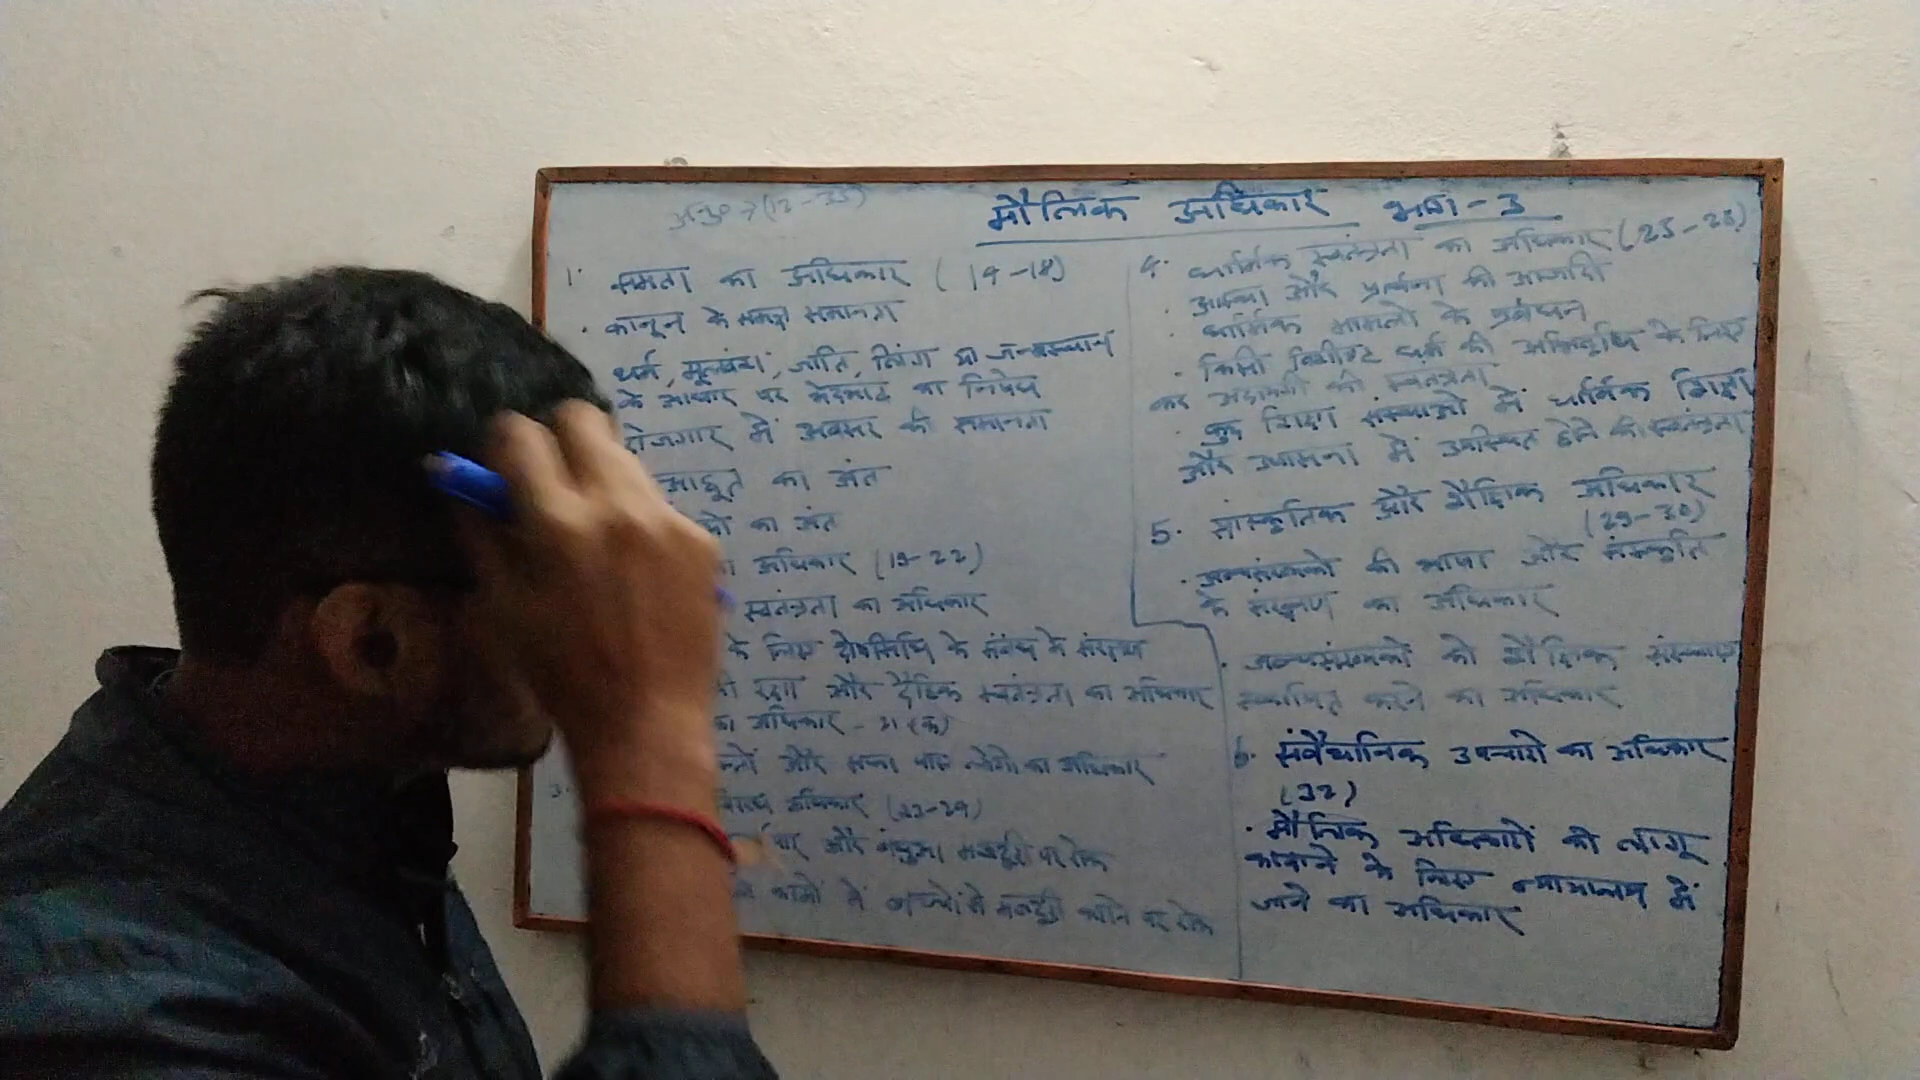 अनु० → (12-35)
मौलिक अधिकार भाग-3
1. समता का अधिकार (14-18)
• कानून के समक्ष समानता
धर्म, मूलवंश, जाति, लिंग या जन्मस्थान
के आधार पर भेदभाव का निषेध
रोजगार में अवसर की समानता
का अंत
का अंत
अधिकार (19-22)
स्वतंत्रता का अधिकार
के लिए दोषसिद्धि के संबंध में संरक्षण
और दैहिक स्वतंत्रता का अधिकार
का अधिकार - 21(क)
और सजा पाए लोगों का अधिकार
3.
अधिकार (23-24)
और बंधुआ मजदूरी पर रोक
कामों में बच्चों से मजदूरी कराने पर रोक
4. धार्मिक स्वतंत्रता का अधिकार (25-28)
• आस्था और प्रार्थना की आजादी
• धार्मिक मामलों के प्रबंधन
• किसी विशिष्ट धर्म की अभिवृद्धि के लिए
कर अदायगी की स्वतंत्रता
• कुछ शिक्षा संस्थाओं में धार्मिक शिक्षा
और उपासना में उपस्थित होने की स्वतंत्रता
5. सांस्कृतिक और शैक्षिक अधिकार
(29-30)
• अल्पसंख्यकों की भाषा और संस्कृति
के संरक्षण का अधिकार
• अल्पसंख्यकों को शैक्षिक संस्थाएं
स्थापित करने का अधिकार
6. संवैधानिक उपचारों का अधिकार
(32)
• मौलिक अधिकारों को लागू
करवाने के लिए न्यायालय में
जाने का अधिकार